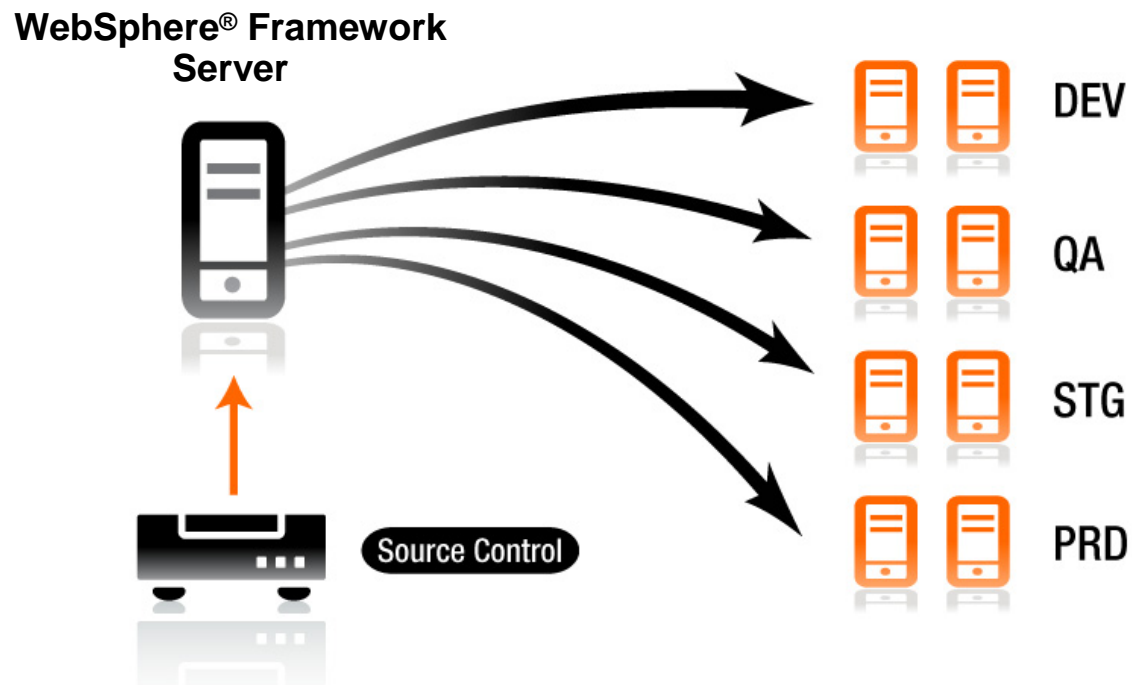 WebSphere® Framework
Server
DEV
QA
STG
Source Control
PRD